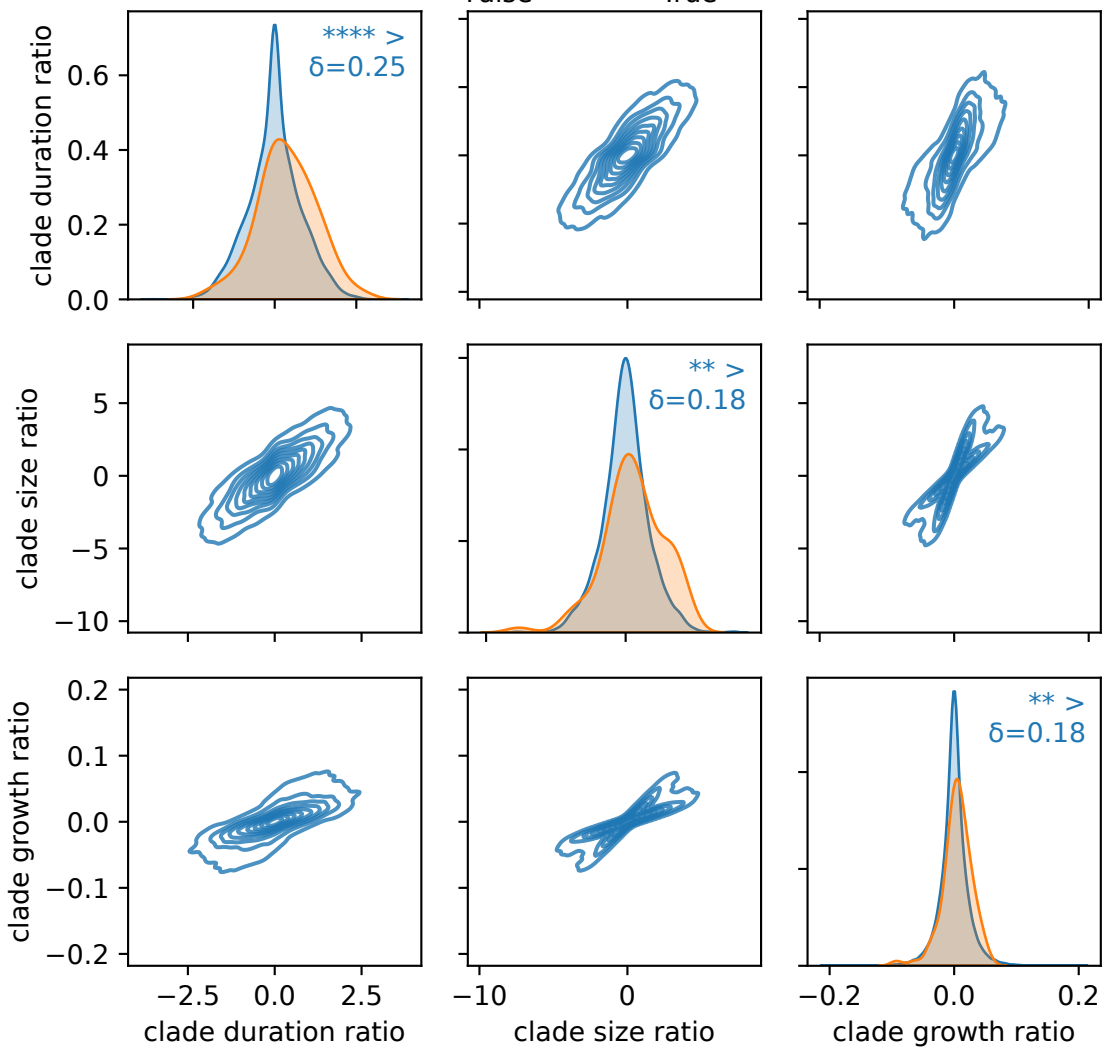 False True
clade duration ratio
0.6
0.4
0.2
0.0
**** >
δ=0.25
clade size ratio
5
0
−5
−10
** >
δ=0.18
clade growth ratio
0.2
0.1
0.0
−0.1
−0.2
** >
δ=0.18
−2.5 0.0 2.5
−10 0
−0.2 0.0 0.2
clade duration ratio
clade size ratio
clade growth ratio